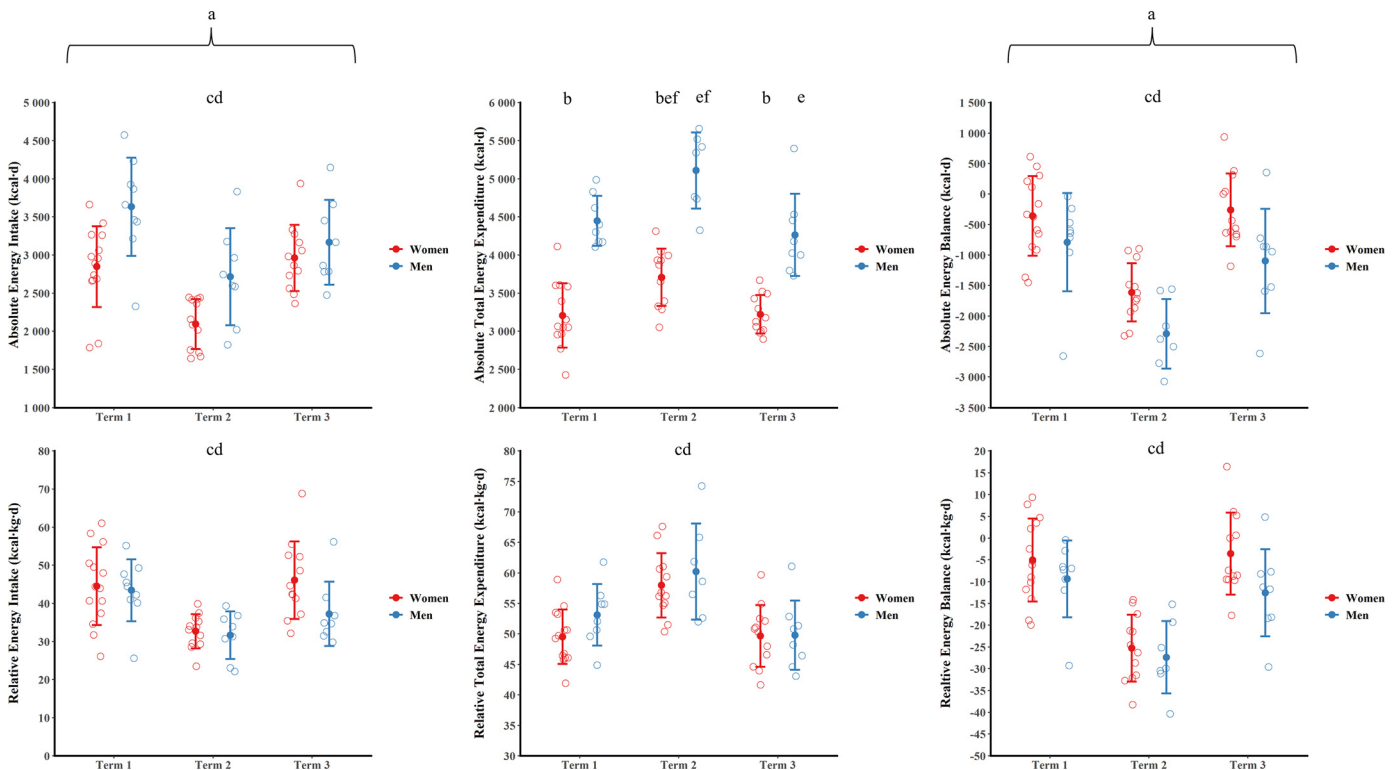 a
cd
Absolute Energy Intake (kcal·d)
5 000
4 500
4 000
3 500
3 000
2 500
2 000
1 500
1 000
Term 1 Term 2 Term 3
Women
Men
b bef ef b e
Absolute Total Energy Expenditure (kcal·d)
6 000
5 000
4 000
3 000
2 000
Term 1 Term 2 Term 3
Women
Men
a
cd
Absolute Energy Balance (kcal·d)
1 500
1 000
500
0
-500
-1 000
-1 500
-2 000
-2 500
-3 000
-3 500
Term 1 Term 2 Term 3
Women
Men
cd
Relative Energy Intake (kcal·kg·d)
80
70
60
50
40
30
20
10
0
Term 1 Term 2 Term 3
Women
Men
cd
Relative Total Energy Expenditure (kcal·kg·d)
80
75
70
65
60
55
50
45
40
35
30
Term 1 Term 2 Term 3
Women
Men
cd
Realtive Energy Balance (kcal·kg·d)
20
15
10
5
0
-5
-10
-15
-20
-25
-30
-35
-40
-45
-50
Term 1 Term 2 Term 3
Women
Men